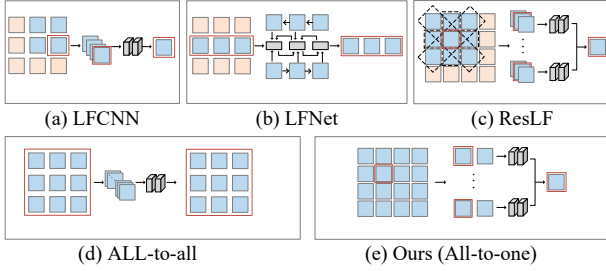 (a) LFCNN
(b) LFNet
(c) ResLF
(d) ALL-to-all
(e) Ours (All-to-one)